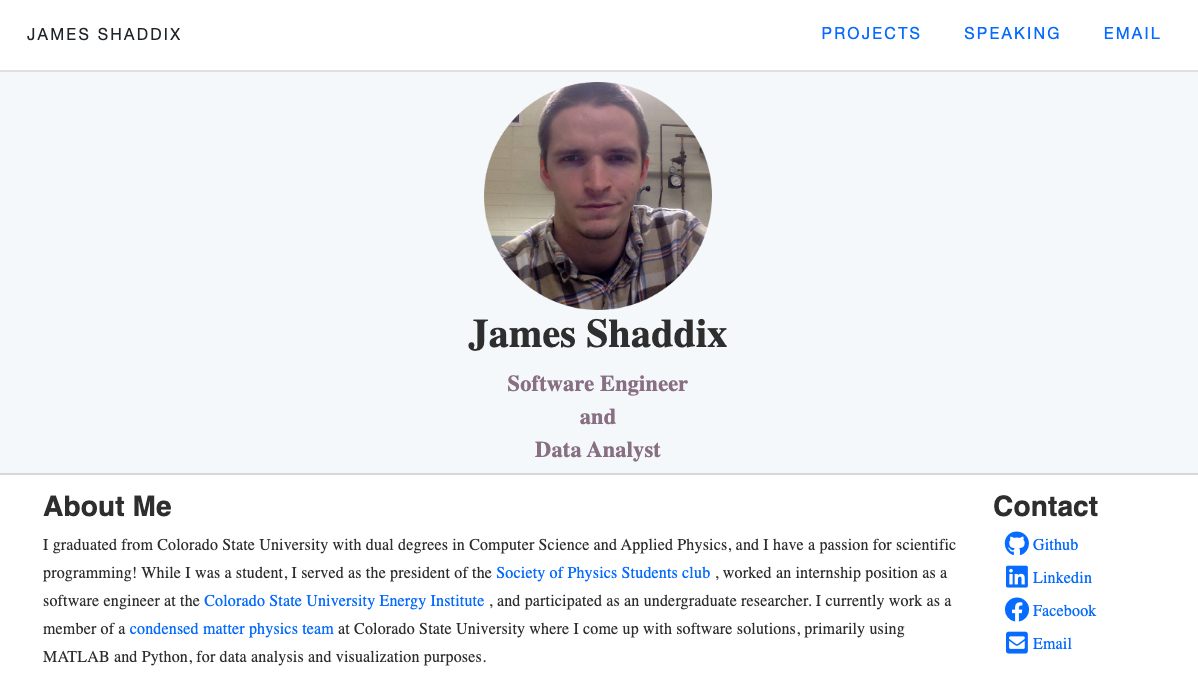 JAMES SHADDIX
PROJECTS SPEAKING EMAIL
James Shaddix
Software Engineer
and
Data Analyst
About Me
I graduated from Colorado State University with dual degrees in Computer Science and Applied Physics, and I have a passion for scientific
programming! While I was a student, I served as the president of the Society of Physics Students club , worked an internship position as a
software engineer at the Colorado State University Energy Institute , and participated as an undergraduate researcher. I currently work as a
member of a condensed matter physics team at Colorado State University where I come up with software solutions, primarily using
MATLAB and Python, for data analysis and visualization purposes.
Contact
Github
Linkedin
Facebook
Email